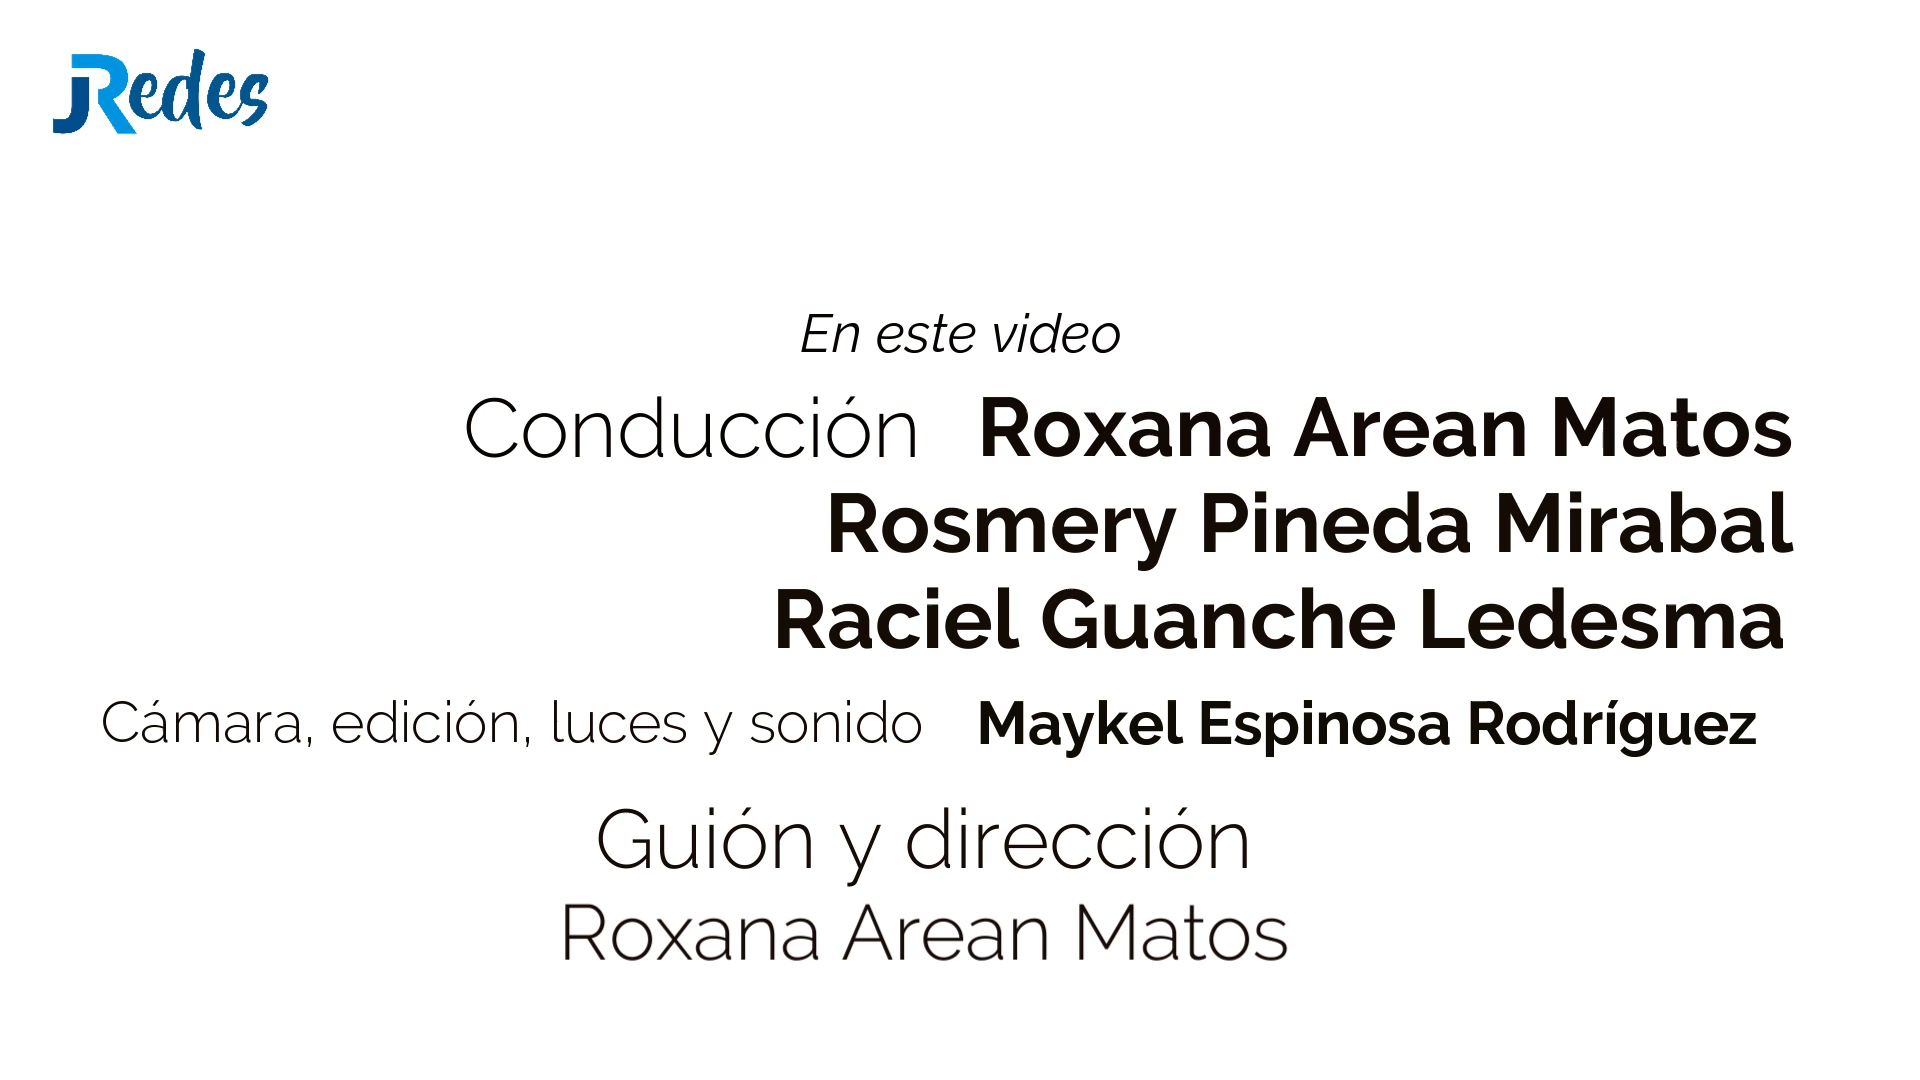 JRedes
En este video
Conducción Roxana Arean Matos
Rosmery Pineda Mirabal
Raciel Guanche Ledesma
Cámara, edición, luces y sonido Maykel Espinosa Rodríguez
Guión y dirección
Roxana Arean Matos